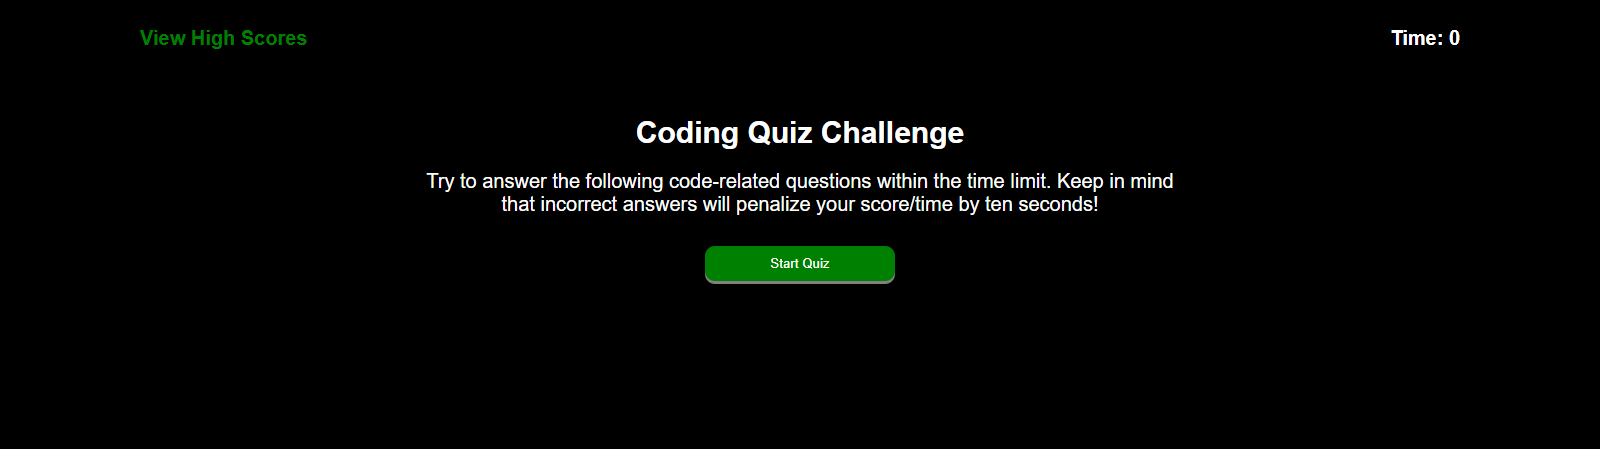 View High Scores
Time: 0
Coding Quiz Challenge
Try to answer the following code-related questions within the time limit. Keep in mind
that incorrect answers will penalize your score/time by ten seconds!
Start Quiz